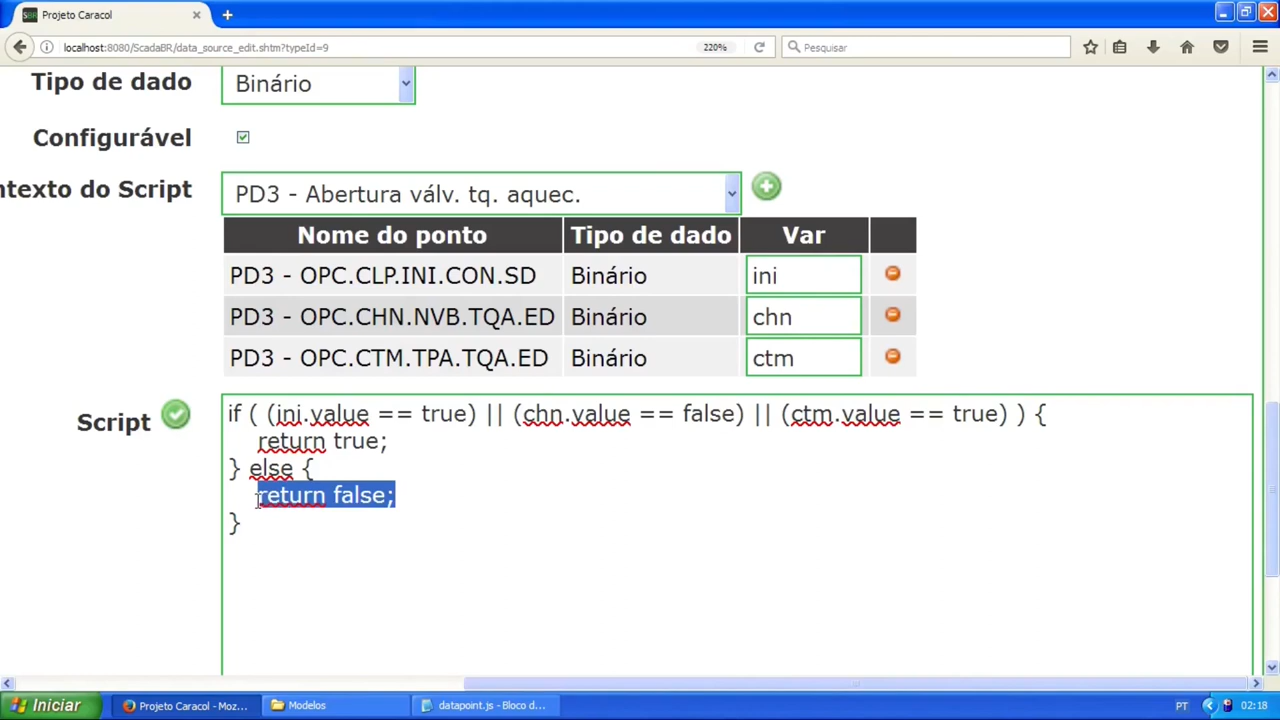 Projeto Caracol
localhost:8080/ScadaBR/data_source_edit.shtm?typeId=9
220%
Pesquisar
Tipo de dado
Binário
Configurável
ntexto do Script
PD3 - Abertura válv. tq. aquec.
Nome do ponto Tipo de dado Var
PD3 - OPC.CLP.INI.CON.SD Binário ini
PD3 - OPC.CHN.NVB.TQA.ED Binário chn
PD3 - OPC.CTM.TPA.TQA.ED Binário ctm
Script
if ( (ini.value == true) || (chn.value == false) || (ctm.value == true) ) {
return true;
} else {
return false;
}
Iniciar
Projeto Caracol - Moz...
Modelos
datapoint.js - Bloco d...
PT
02:18